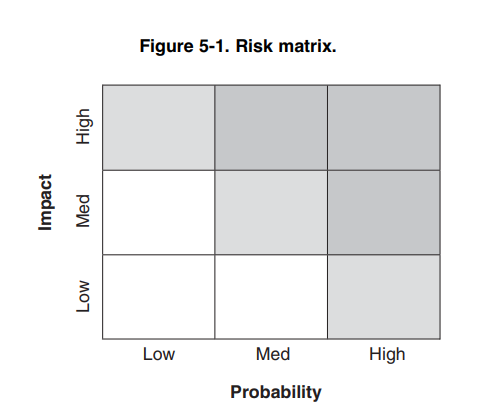 Figure 5-1. Risk matrix.
Impact
High
Med
Low
Low Med High
Probability